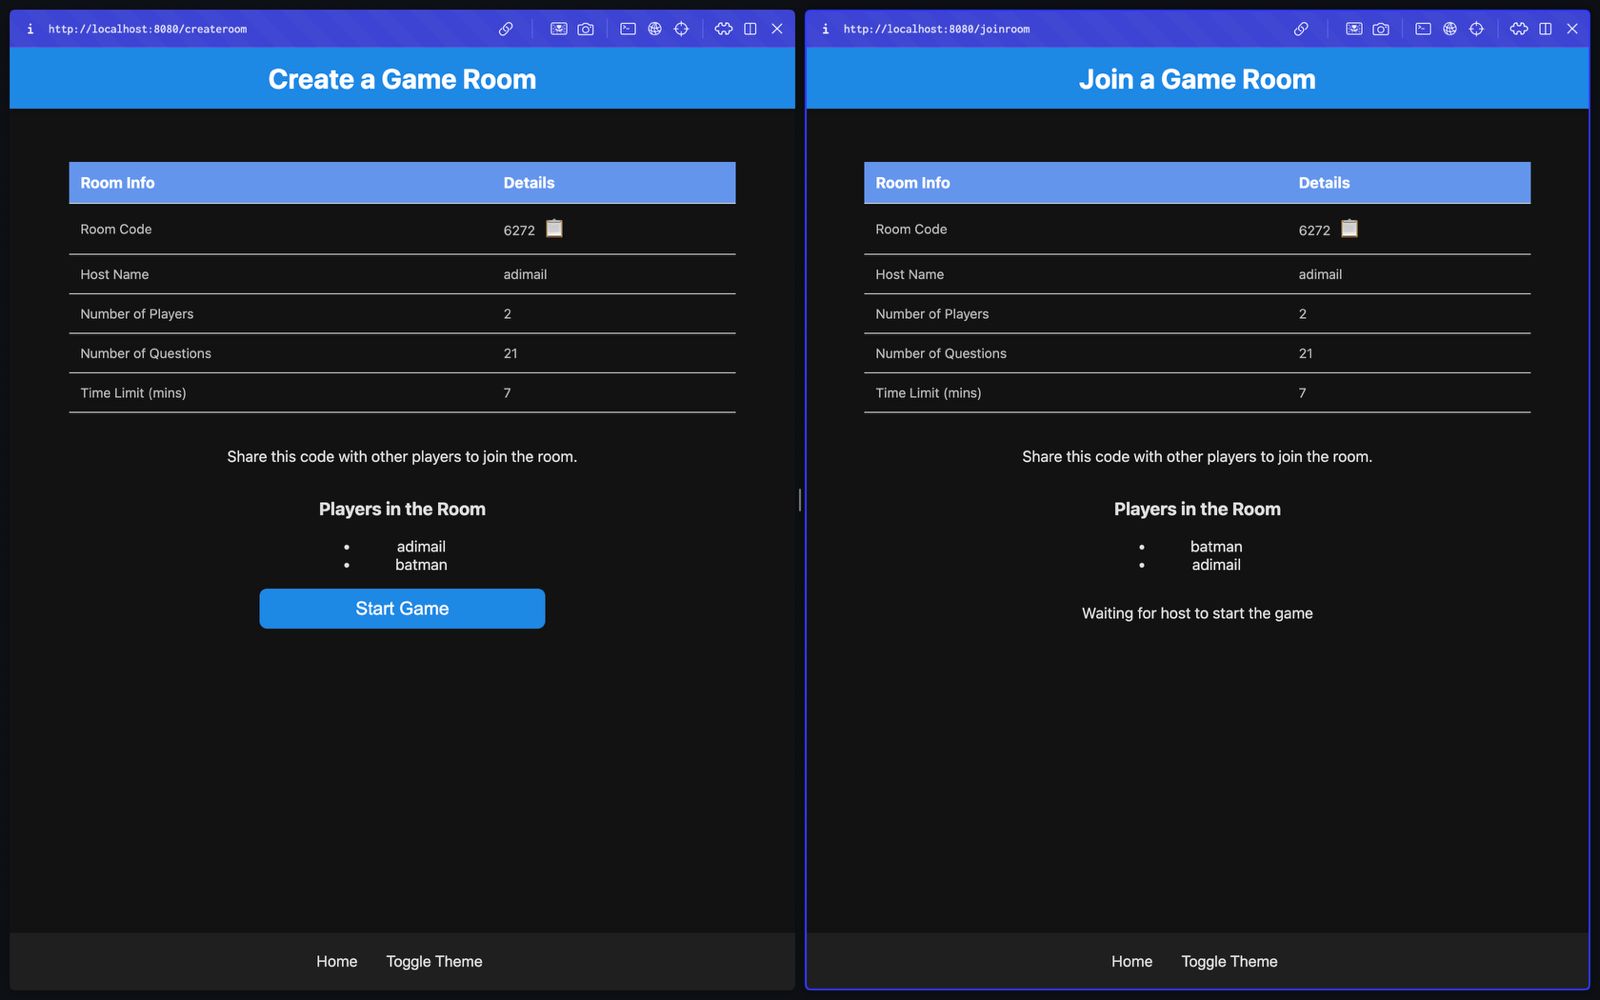 i http://localhost:8080/createroom
Create a Game Room
Room Info Details
Room Code 6272
Host Name adimail
Number of Players 2
Number of Questions 21
Time Limit (mins) 7
Share this code with other players to join the room.
Players in the Room
• adimail
• batman
Start Game
Home Toggle Theme
i http://localhost:8080/joinroom
Join a Game Room
Room Info Details
Room Code 6272
Host Name adimail
Number of Players 2
Number of Questions 21
Time Limit (mins) 7
Share this code with other players to join the room.
Players in the Room
• batman
• adimail
Waiting for host to start the game
Home Toggle Theme